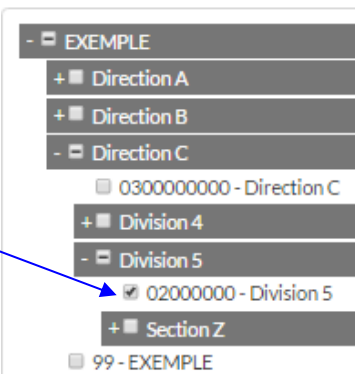 - EXEMPLE
+ Direction A
+ Direction B
- Direction C
0300000000 - Direction C
+ Division 4
- Division 5
02000000 - Division 5
+ Section Z
99 - EXEMPLE